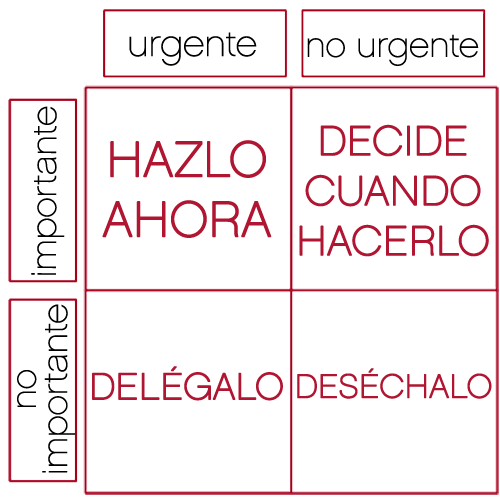 urgente
no urgente
importante
HAZLO
AHORA
DECIDE
CUANDO
HACERLO
no
importante
DELÉGALO
DESÉCHALO